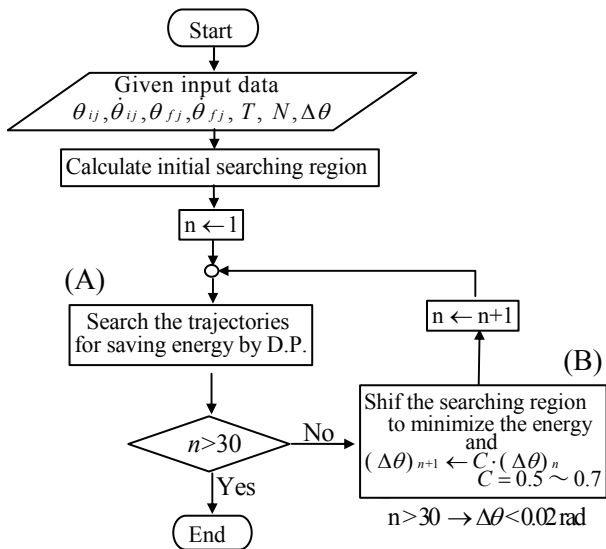 Start
Given input data
θ ij , θ̇ ij , θ fj , θ̇ fj , T , N , Δθ
Calculate initial searching region
n ← 1
(A)
Search the trajectories
for saving energy by D.P.
n ← n+1
(B)
Shif the searching region
to minimize the energy
and
( Δθ) n+1 ← C · ( Δθ) n
C = 0.5 ～ 0.7
n>30
No
Yes
n>30 → Δθ<0.02 rad
End